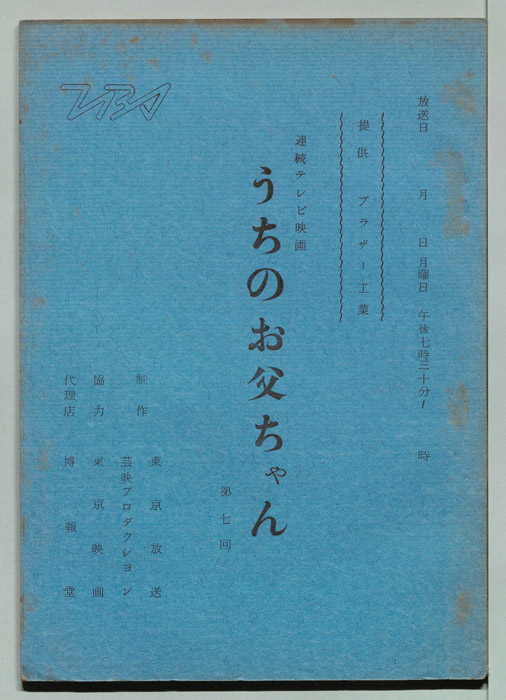 放送日 月 日 月曜日 午後七時三十分〜 時
提供 ブラザー工業
連続テレビ映画
うちのお父ちゃん
第七回
東京放送
制作
芸映プロダクション
協力 東京映画
代理店 博報堂
TBS